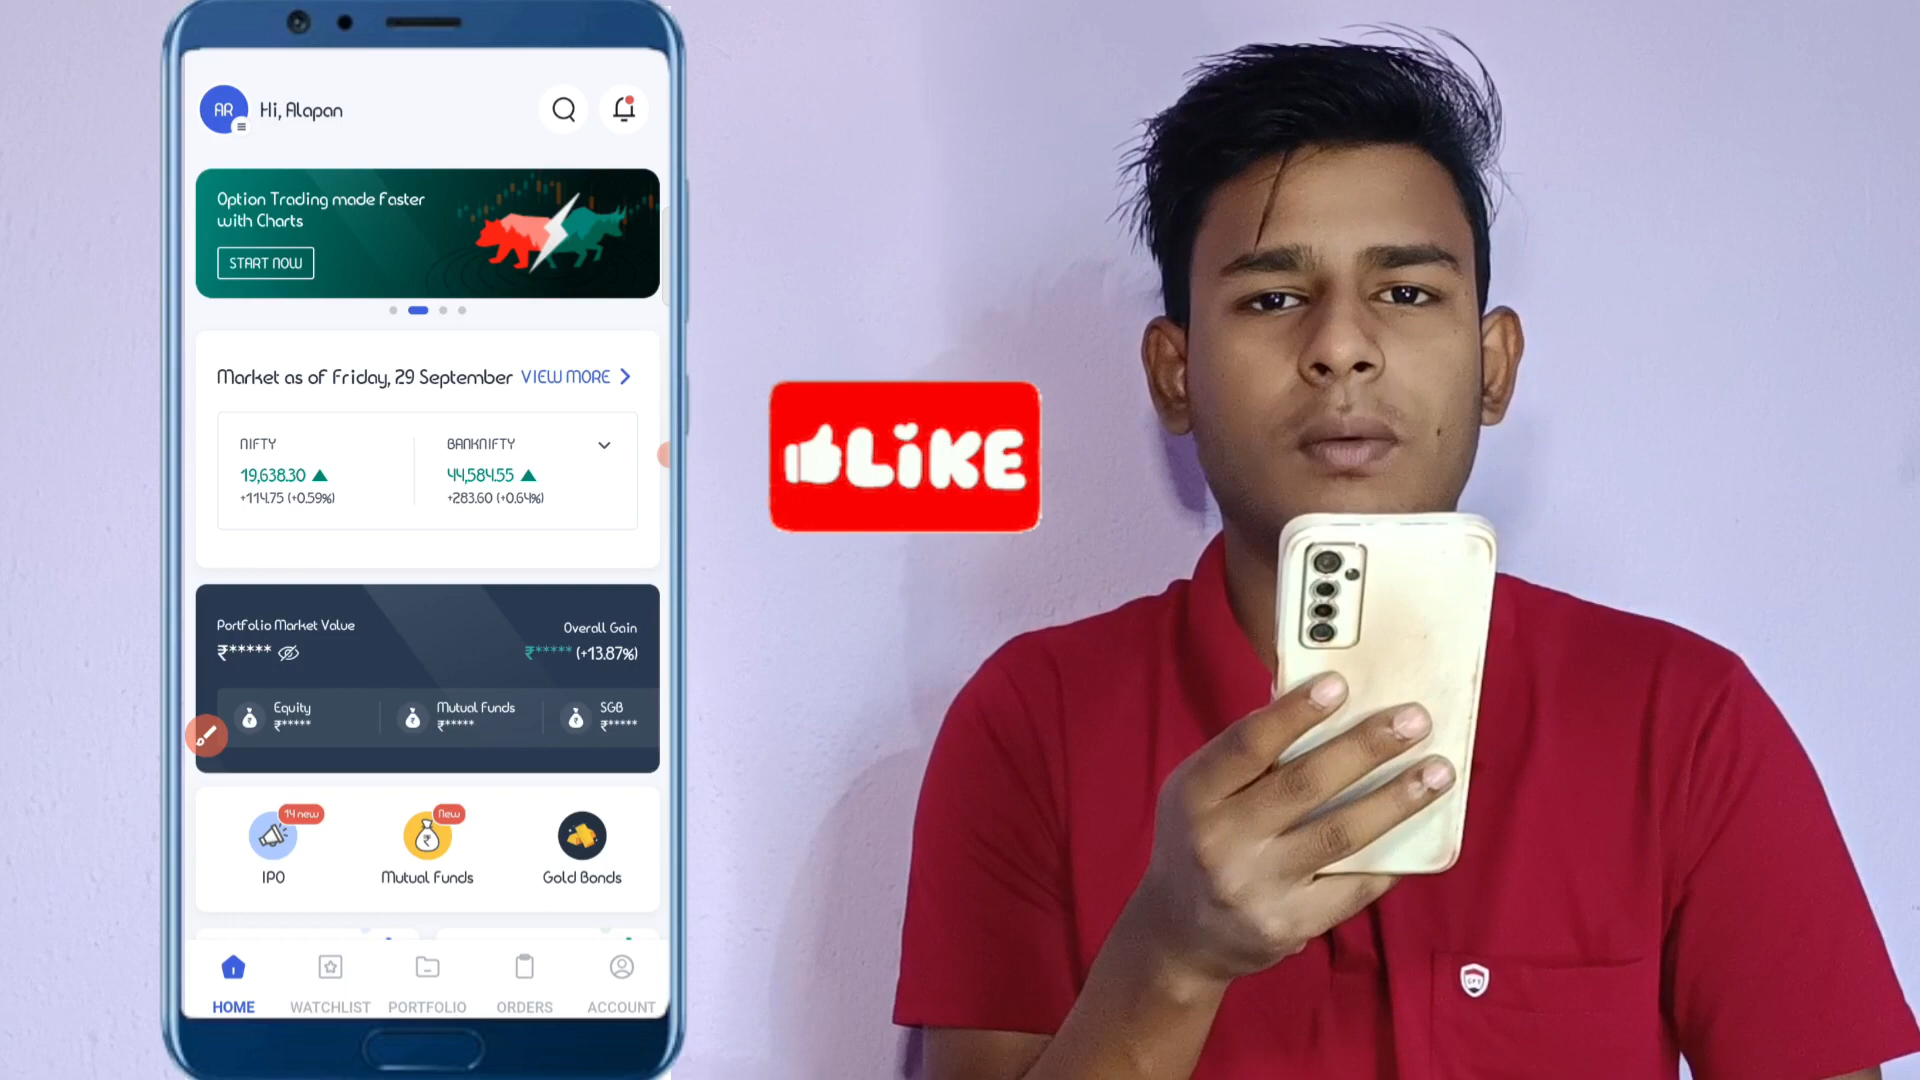 AR
Hi, Alapan
Option Trading made Faster
with Charts
START NOW
Market as of Friday, 29 September VIEW MORE
NIFTY
19,638.30
+114.75 (+0.59%)
BANKNIFTY
44,584.55
+283.60 (+0.64%)
Portfolio Market Value
₹*****
Overall Gain
₹***** (+13.87%)
Equity
₹*****
Mutual Funds
₹*****
SGB
₹*****
14 new
IPO
New
Mutual Funds
Gold Bonds
HOME
WATCHLIST
PORTFOLIO
ORDERS
ACCOUNT
LiKE